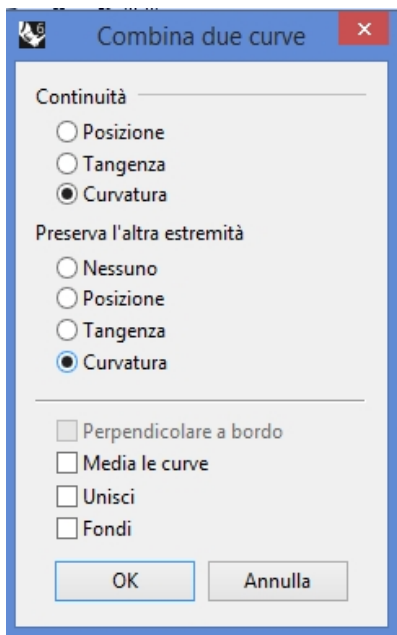 6
Combina due curve
Continuità
Posizione
Tangenza
Curvatura
Preserva l'altra estremità
Nessuno
Posizione
Tangenza
Curvatura
Perpendicolare a bordo
Media le curve
Unisci
Fondi
OK
Annulla